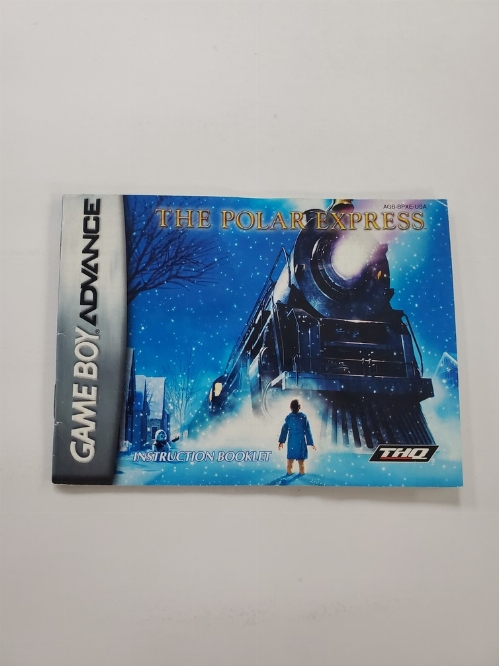 GAME BOY ADVANCE
AGB-BPXE-USA
THE POLAR EXPRESS
INSTRUCTION BOOKLET
THQ